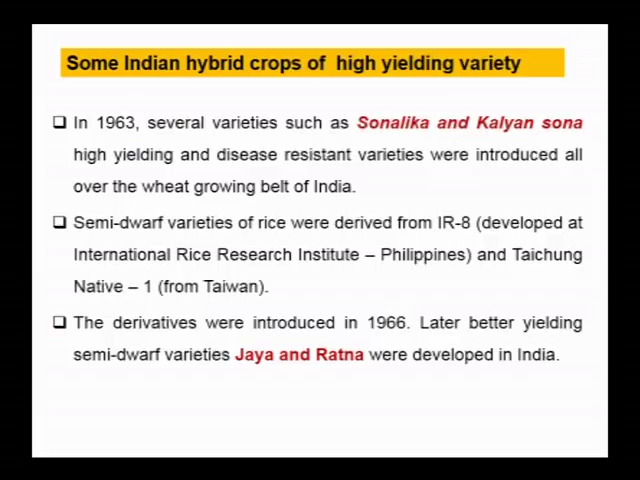 Some Indian hybrid crops of high yielding variety
❑ In 1963, several varieties such as Sonalika and Kalyan sona
high yielding and disease resistant varieties were introduced all
over the wheat growing belt of India.
❑ Semi-dwarf varieties of rice were derived from IR-8 (developed at
International Rice Research Institute – Philippines) and Taichung
Native – 1 (from Taiwan).
❑ The derivatives were introduced in 1966. Later better yielding
semi-dwarf varieties Jaya and Ratna were developed in India.